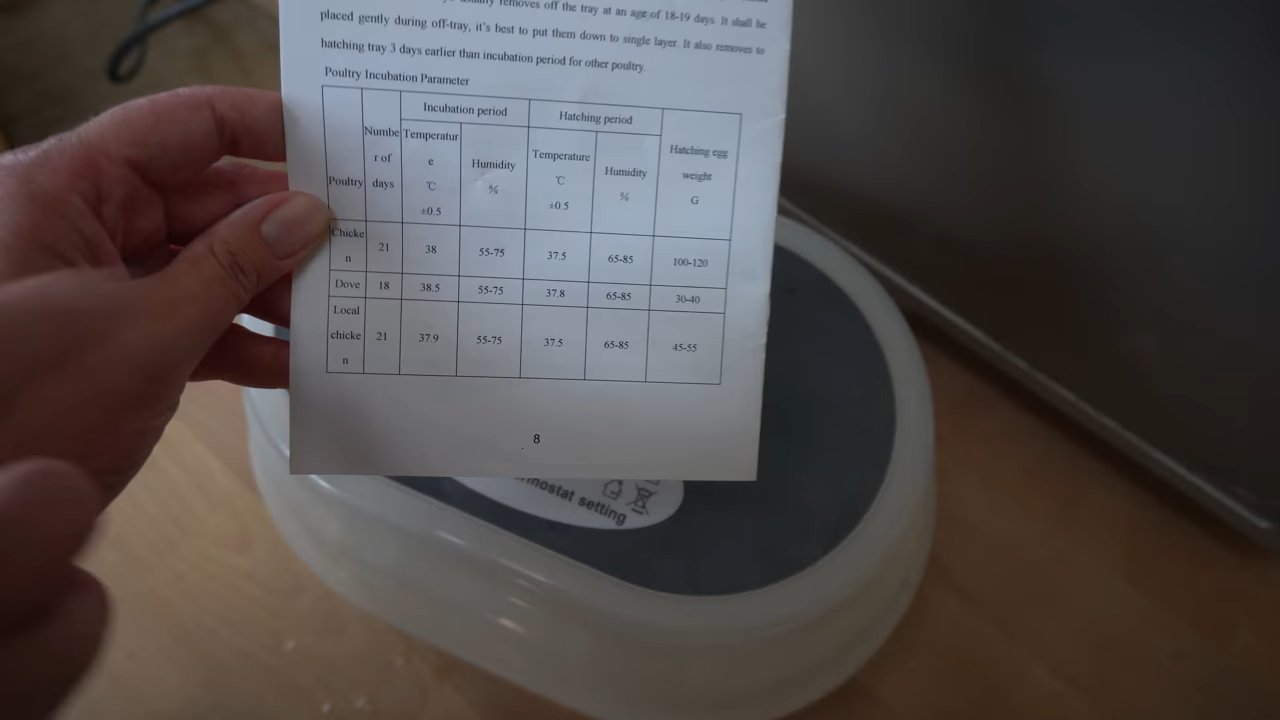 removes off the tray at an age of 18-19 days. It shall be
placed gently during off-tray, it's best to put them down to single layer. It also removes to
hatching tray 3 days earlier than incubation period for other poultry.
Poultry Incubation Parameter
Poultry
Numbe
r of
days
Incubation period
Temperatur
e
℃
±0.5
Humidity
%
Hatching period
Temperature
℃
±0.5
Humidity
%
Hatching egg
weight
G
Chicke
n
21
38
55-75
37.5
65-85
100-120
Dove
18
38.5
55-75
37.8
65-85
30-40
Local
chicke
n
21
37.9
55-75
37.5
65-85
45-55
8
setting